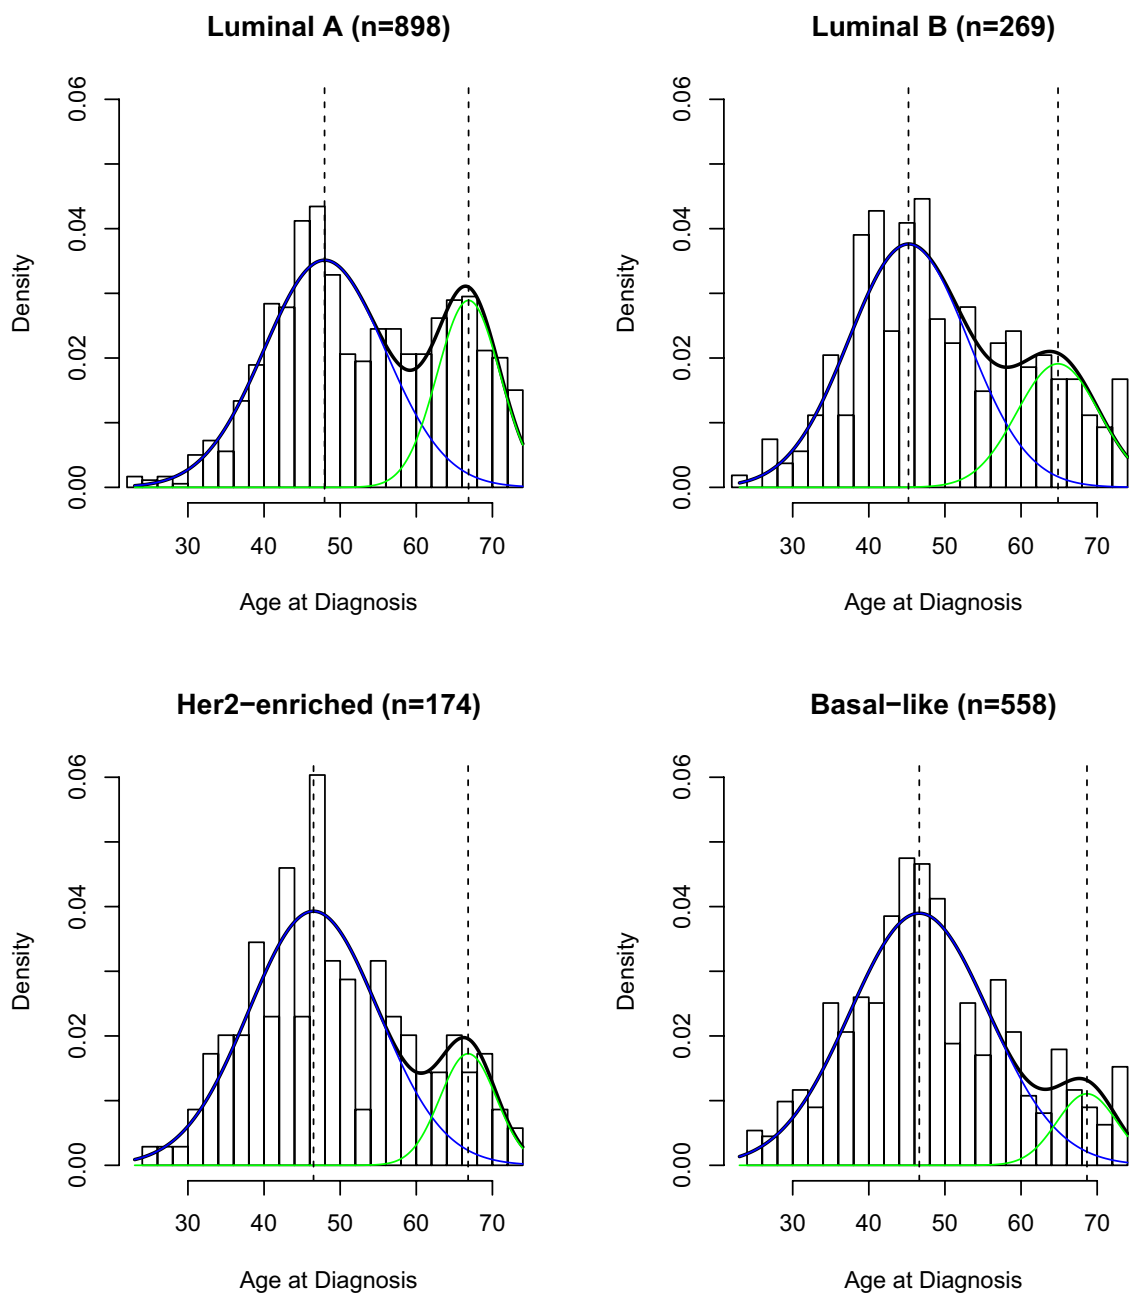 Luminal A (n=898)
Density
0.00 0.02 0.04 0.06
30 40 50 60 70
Age at Diagnosis
Luminal B (n=269)
Density
0.00 0.02 0.04 0.06
30 40 50 60 70
Age at Diagnosis
Her2−enriched (n=174)
Density
0.00 0.02 0.04 0.06
30 40 50 60 70
Age at Diagnosis
Basal−like (n=558)
Density
0.00 0.02 0.04 0.06
30 40 50 60 70
Age at Diagnosis